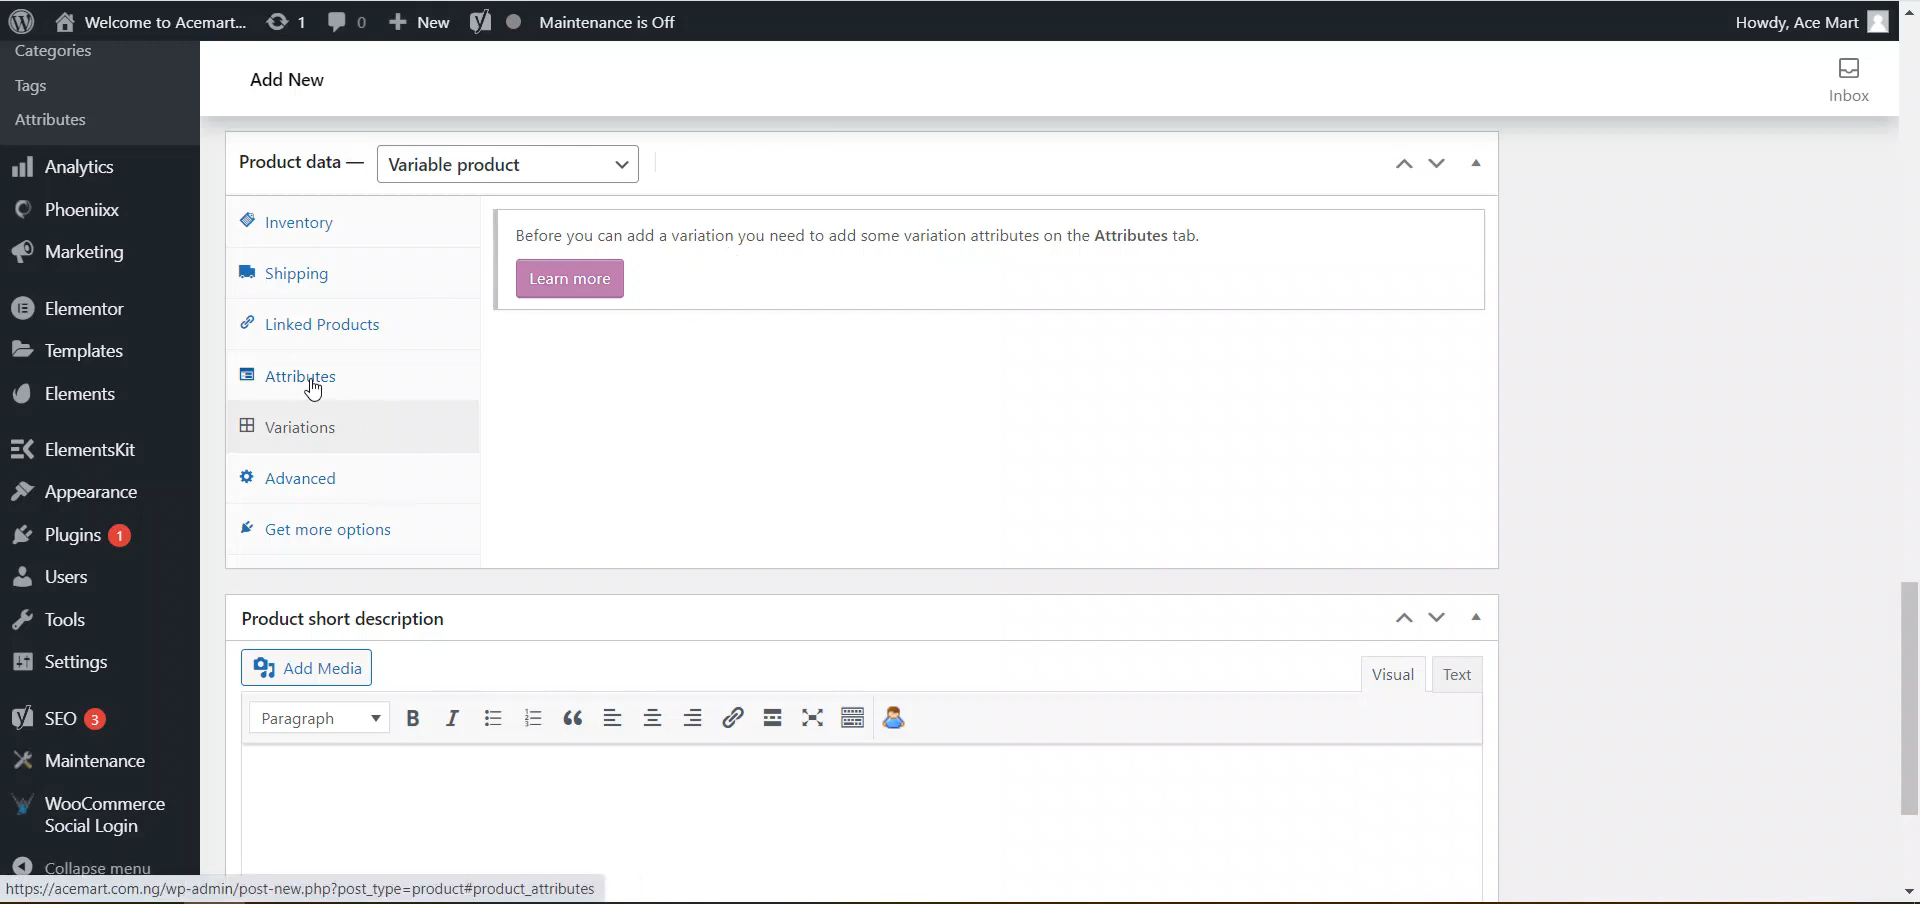 Welcome to Acemart... 1 0 New Maintenance is Off Howdy, Ace Mart
Categories
Tags
Attributes
Analytics
Phoeniixx
Marketing
Elementor
Templates
Elements
ElementsKit
Appearance
Plugins 1
Users
Tools
Settings
SEO 3
Maintenance
WooCommerce
Social Login
Collapse menu
Add New
Inbox
Product data — Variable product
Inventory
Shipping
Linked Products
Attributes
Variations
Advanced
Get more options
Before you can add a variation you need to add some variation attributes on the Attributes tab.
Learn more
Product short description
Add Media
Visual Text
Paragraph B I
https://acemart.com.ng/wp-admin/post-new.php?post_type=product#product_attributes